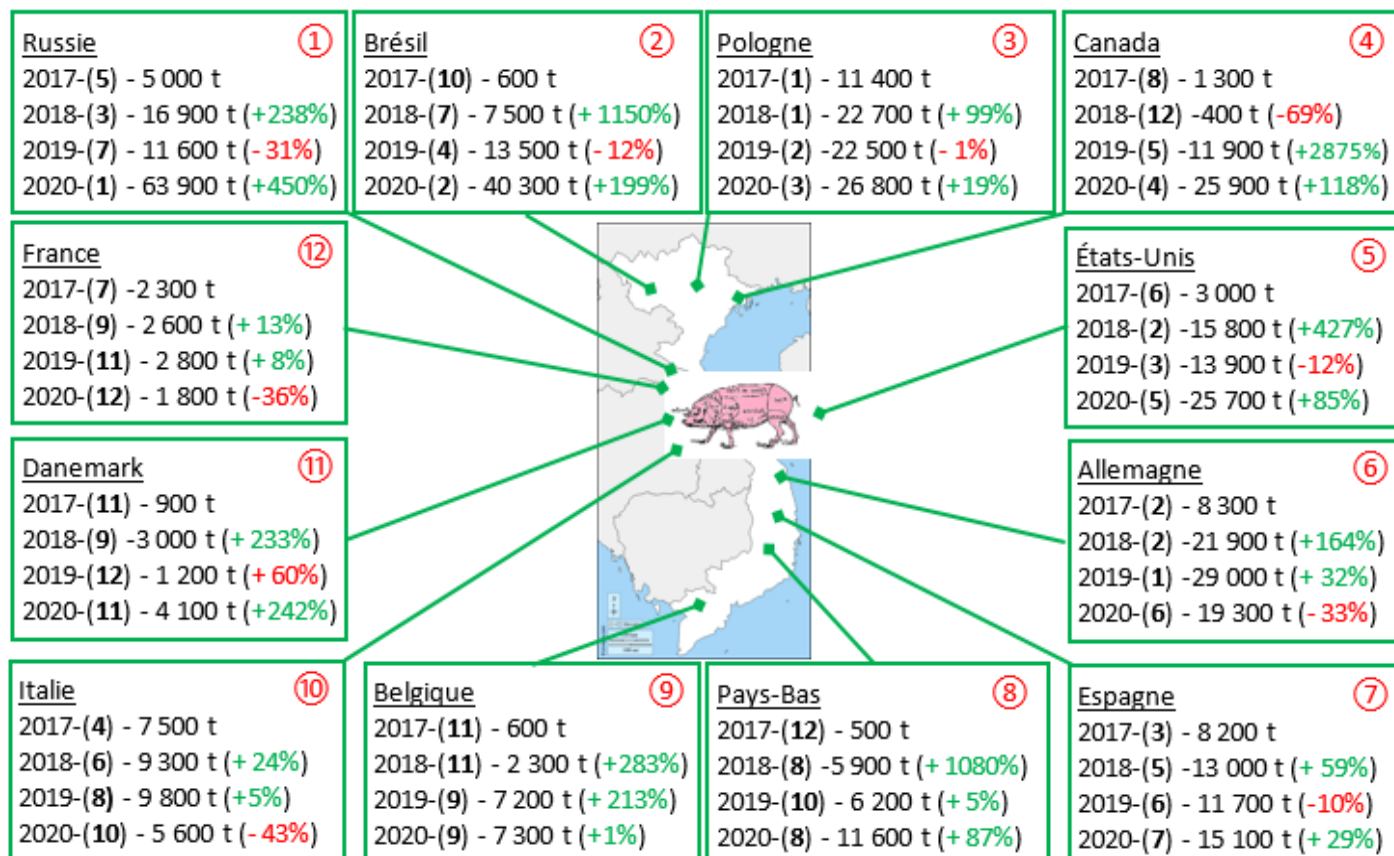 Russie ①
2017-(5) - 5 000 t
2018-(3) - 16 900 t (+238%)
2019-(7) - 11 600 t (- 31%)
2020-(1) - 63 900 t (+450%)
Brésil ②
2017-(10) - 600 t
2018-(7) - 7 500 t (+ 1150%)
2019-(4) - 13 500 t (- 12%)
2020-(2) - 40 300 t (+199%)
Pologne ③
2017-(1) - 11 400 t
2018-(1) - 22 700 t (+ 99%)
2019-(2) -22 500 t (- 1%)
2020-(3) - 26 800 t (+19%)
Canada ④
2017-(8) - 1 300 t
2018-(12) -400 t (-69%)
2019-(5) -11 900 t (+2875%)
2020-(4) - 25 900 t (+118%)
États-Unis ⑤
2017-(6) - 3 000 t
2018-(2) -15 800 t (+427%)
2019-(3) -13 900 t (-12%)
2020-(5) - 25 700 t (+85%)
Allemagne ⑥
2017-(2) - 8 300 t
2018-(2) -21 900 t (+164%)
2019-(1) -29 000 t (+ 32%)
2020-(6) - 19 300 t (- 33%)
Espagne ⑦
2017-(3) - 8 200 t
2018-(5) -13 000 t (+ 59%)
2019-(6) - 11 700 t (-10%)
2020-(7) - 15 100 t (+ 29%)
Pays-Bas ⑧
2017-(12) - 500 t
2018-(8) -5 900 t (+ 1080%)
2019-(10) - 6 200 t (+ 5%)
2020-(8) - 11 600 t (+ 87%)
Belgique ⑨
2017-(11) - 600 t
2018-(11) - 2 300 t (+283%)
2019-(9) - 7 200 t (+ 213%)
2020-(9) - 7 300 t (+1%)
Italie ⑩
2017-(4) - 7 500 t
2018-(6) - 9 300 t (+ 24%)
2019-(8) - 9 800 t (+5%)
2020-(10) - 5 600 t (- 43%)
Danemark ⑪
2017-(11) - 900 t
2018-(9) -3 000 t (+ 233%)
2019-(12) - 1 200 t (+ 60%)
2020-(11) - 4 100 t (+242%)
France ⑫
2017-(7) -2 300 t
2018-(9) - 2 600 t (+ 13%)
2019-(11) - 2 800 t (+ 8%)
2020-(12) - 1 800 t (-36%)